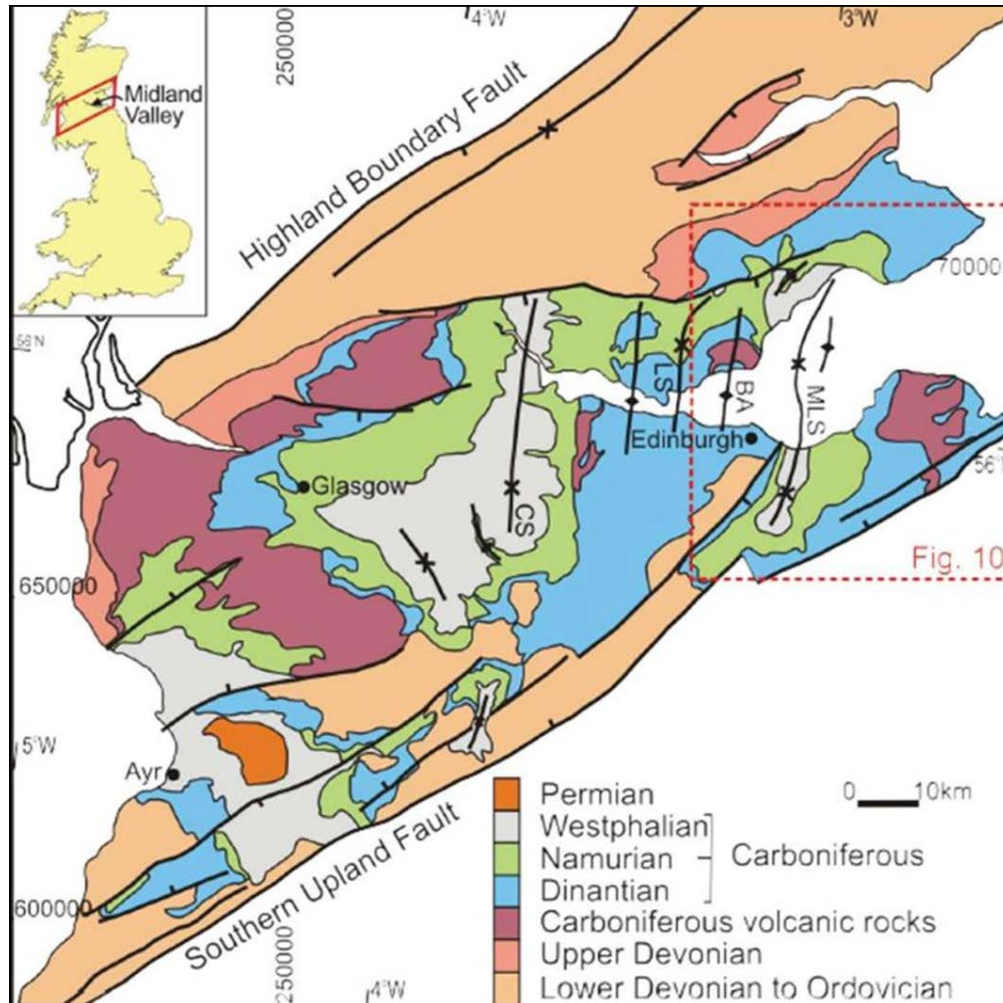 4°W
3°W
250000
Midland
Valley
Highland Boundary Fault
70000
56°N
LS
BA
MLS
Edinburgh
56°
Glasgow
CS
Fig. 10
650000
5°W
Ayr
Permian
0 10km
Westphalian
Namurian
Carboniferous
Dinantian
600000
Carboniferous volcanic rocks
Southern Upland Fault
Upper Devonian
250000
4°W
Lower Devonian to Ordovician